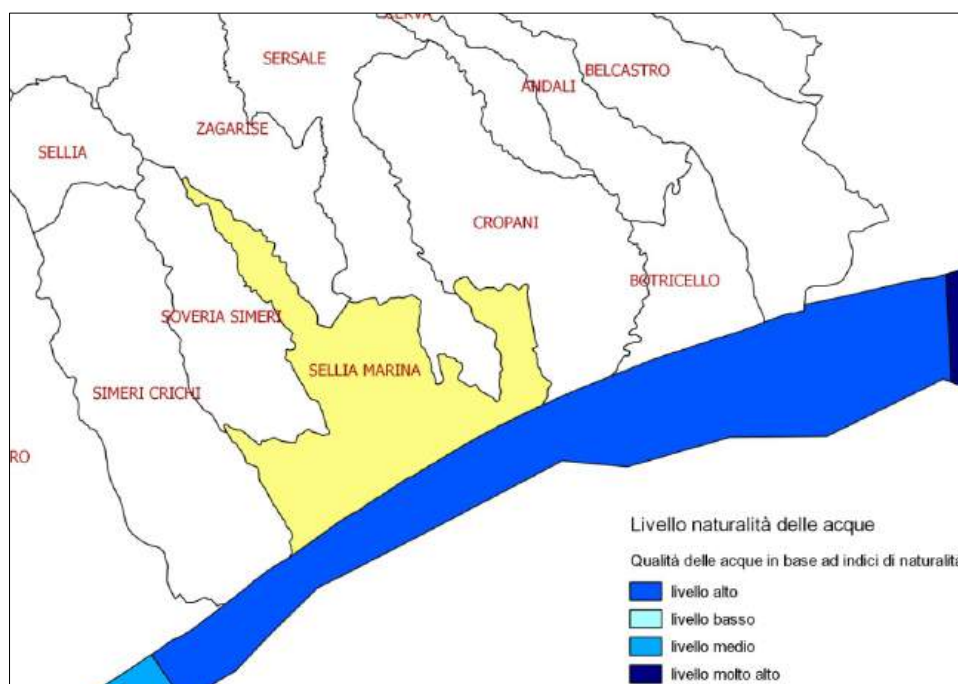 SERSALE
BELCASTRO
ANDALI
ZAGARISE
SELLIA
CROPANI
BOTRICELLO
SOVERIA SIMERI
SELLIA MARINA
SIMERI CRICHI
RO
Livello naturalità delle acque
Qualità delle acque in base ad indici di naturalità
livello alto
livello basso
livello medio
livello molto alto